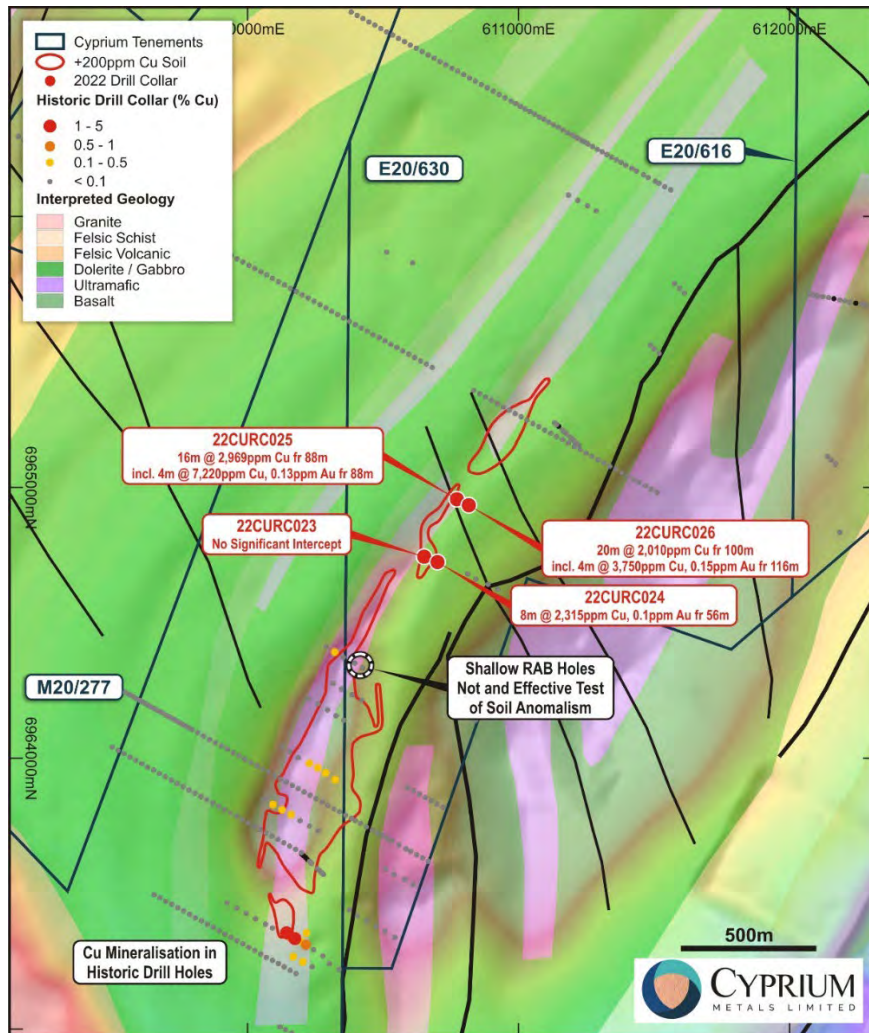 0000mE
611000mE
612000mE
Cyprium Tenements
+200ppm Cu Soil
2022 Drill Collar
Historic Drill Collar (% Cu)
1 - 5
0.5 - 1
0.1 - 0.5
< 0.1
Interpreted Geology
Granite
Felsic Schist
Felsic Volcanic
Dolerite / Gabbro
Ultramafic
Basalt
E20/630
E20/616
22CURC025
16m @ 2,969ppm Cu fr 88m
incl. 4m @ 7,220ppm Cu, 0.13ppm Au fr 88m
6965000mN
22CURC023
No Significant Intercept
22CURC026
20m @ 2,010ppm Cu fr 100m
incl. 4m @ 3,750ppm Cu, 0.15ppm Au fr 116m
22CURC024
8m @ 2,315ppm Cu, 0.1ppm Au fr 56m
Shallow RAB Holes
Not and Effective Test
of Soil Anomalism
M20/277
6964000mN
Cu Mineralisation in
Historic Drill Holes
500m
CYPRIUM
METALS LIMITED